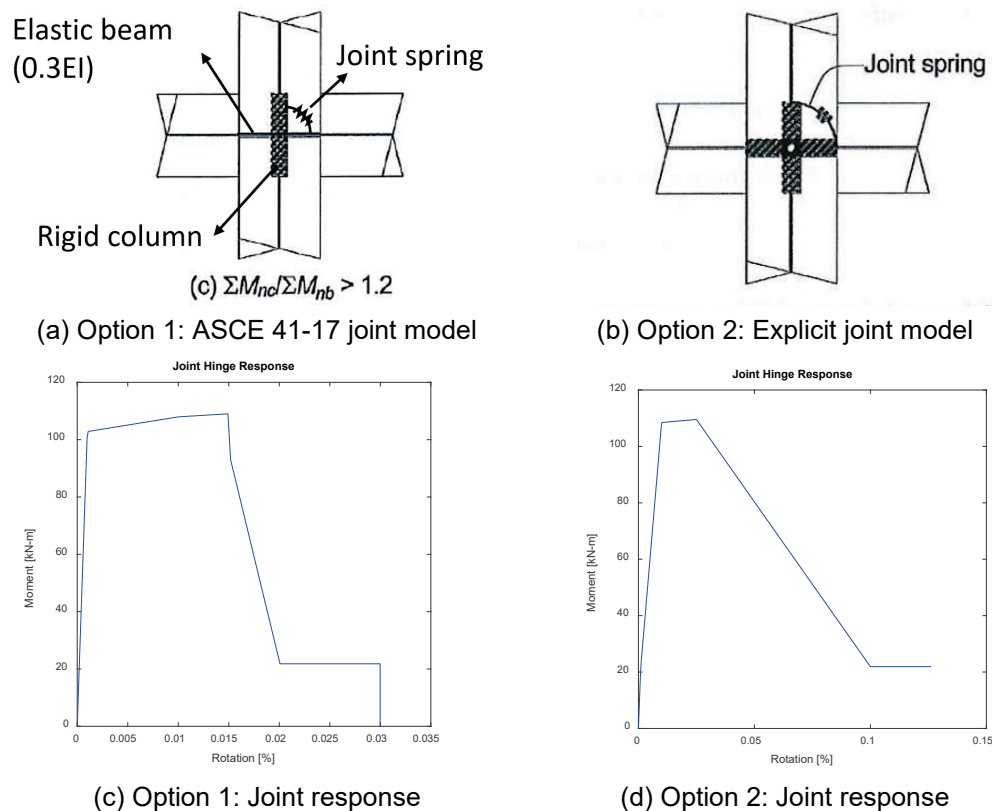 Elastic beam
(0.3EI)
Joint spring
Rigid column
(c) ΣMnc/ΣMnb > 1.2
(a) Option 1: ASCE 41-17 joint model
Joint spring
(b) Option 2: Explicit joint model
Joint Hinge Response
120
100
80
60
40
20
0
Moment [kN-m]
0
0.005
0.01
0.015
0.02
0.025
0.03
0.035
Rotation [%]
(c) Option 1: Joint response
Joint Hinge Response
120
100
80
60
40
20
0
Moment [kN-m]
0
0.05
0.1
0.15
Rotation [%]
(d) Option 2: Joint response